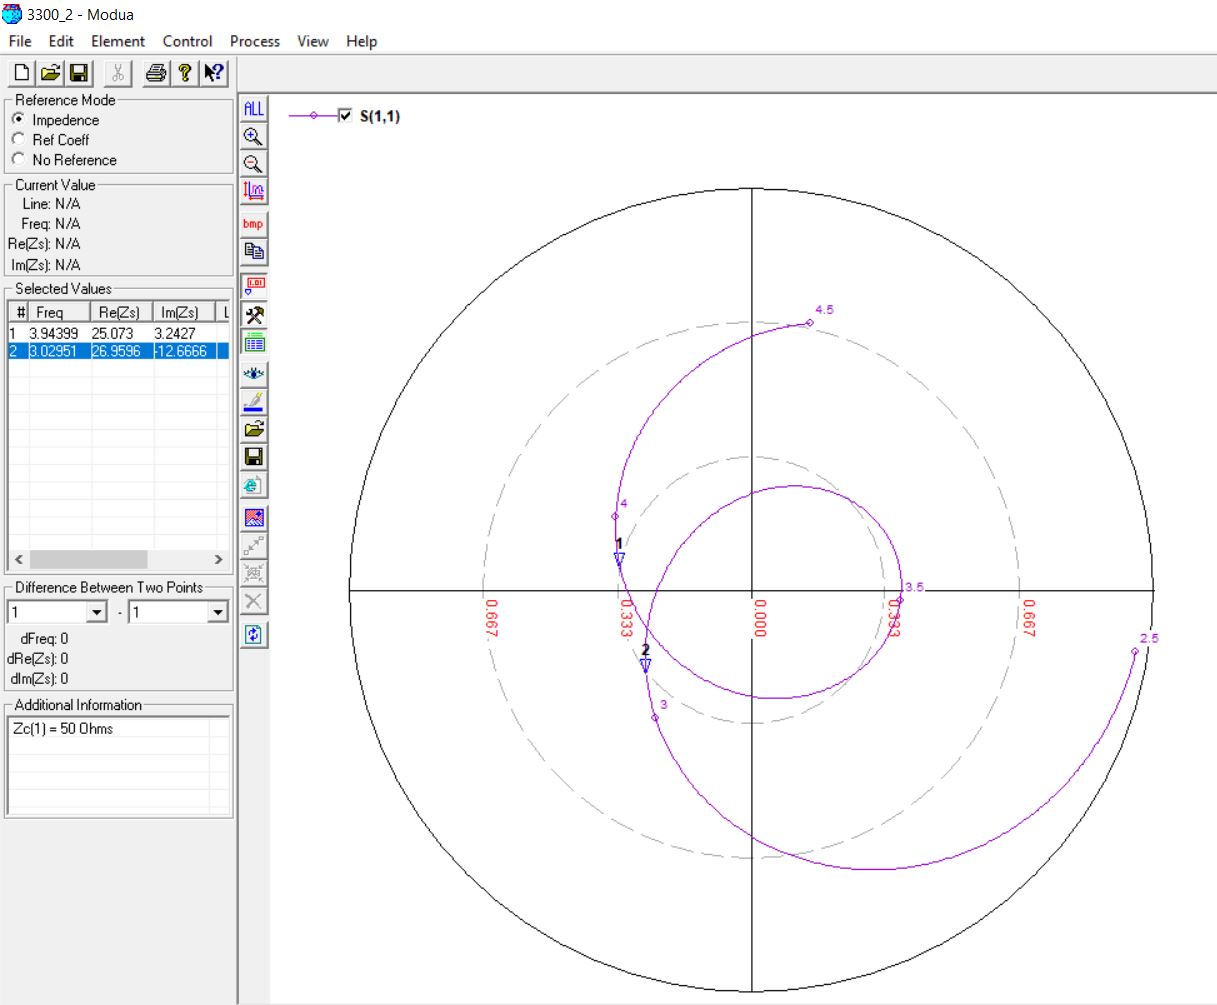 3300_2 - Modua
File Edit Element Control Process View Help
Reference Mode
Impedence
Ref Coeff
No Reference
Current Value
Line: N/A
Freq: N/A
Re(Zs): N/A
Im(Zs): N/A
Selected Values
# Freq Re(Zs) Im(Zs) L
1 3.94399 25.073 3.2427
2 3.02951 26.9596 -12.6666
Difference Between Two Points
1 - 1
dFreq: 0
dRe(Zs): 0
dIm(Zs): 0
Additional Information
Zc(1) = 50 Ohms
ALL
bmp
1.01
S(1,1)
4.5
4
1
3.5
0.667 0.333 0.000 0.333 0.667
2.5
2
3